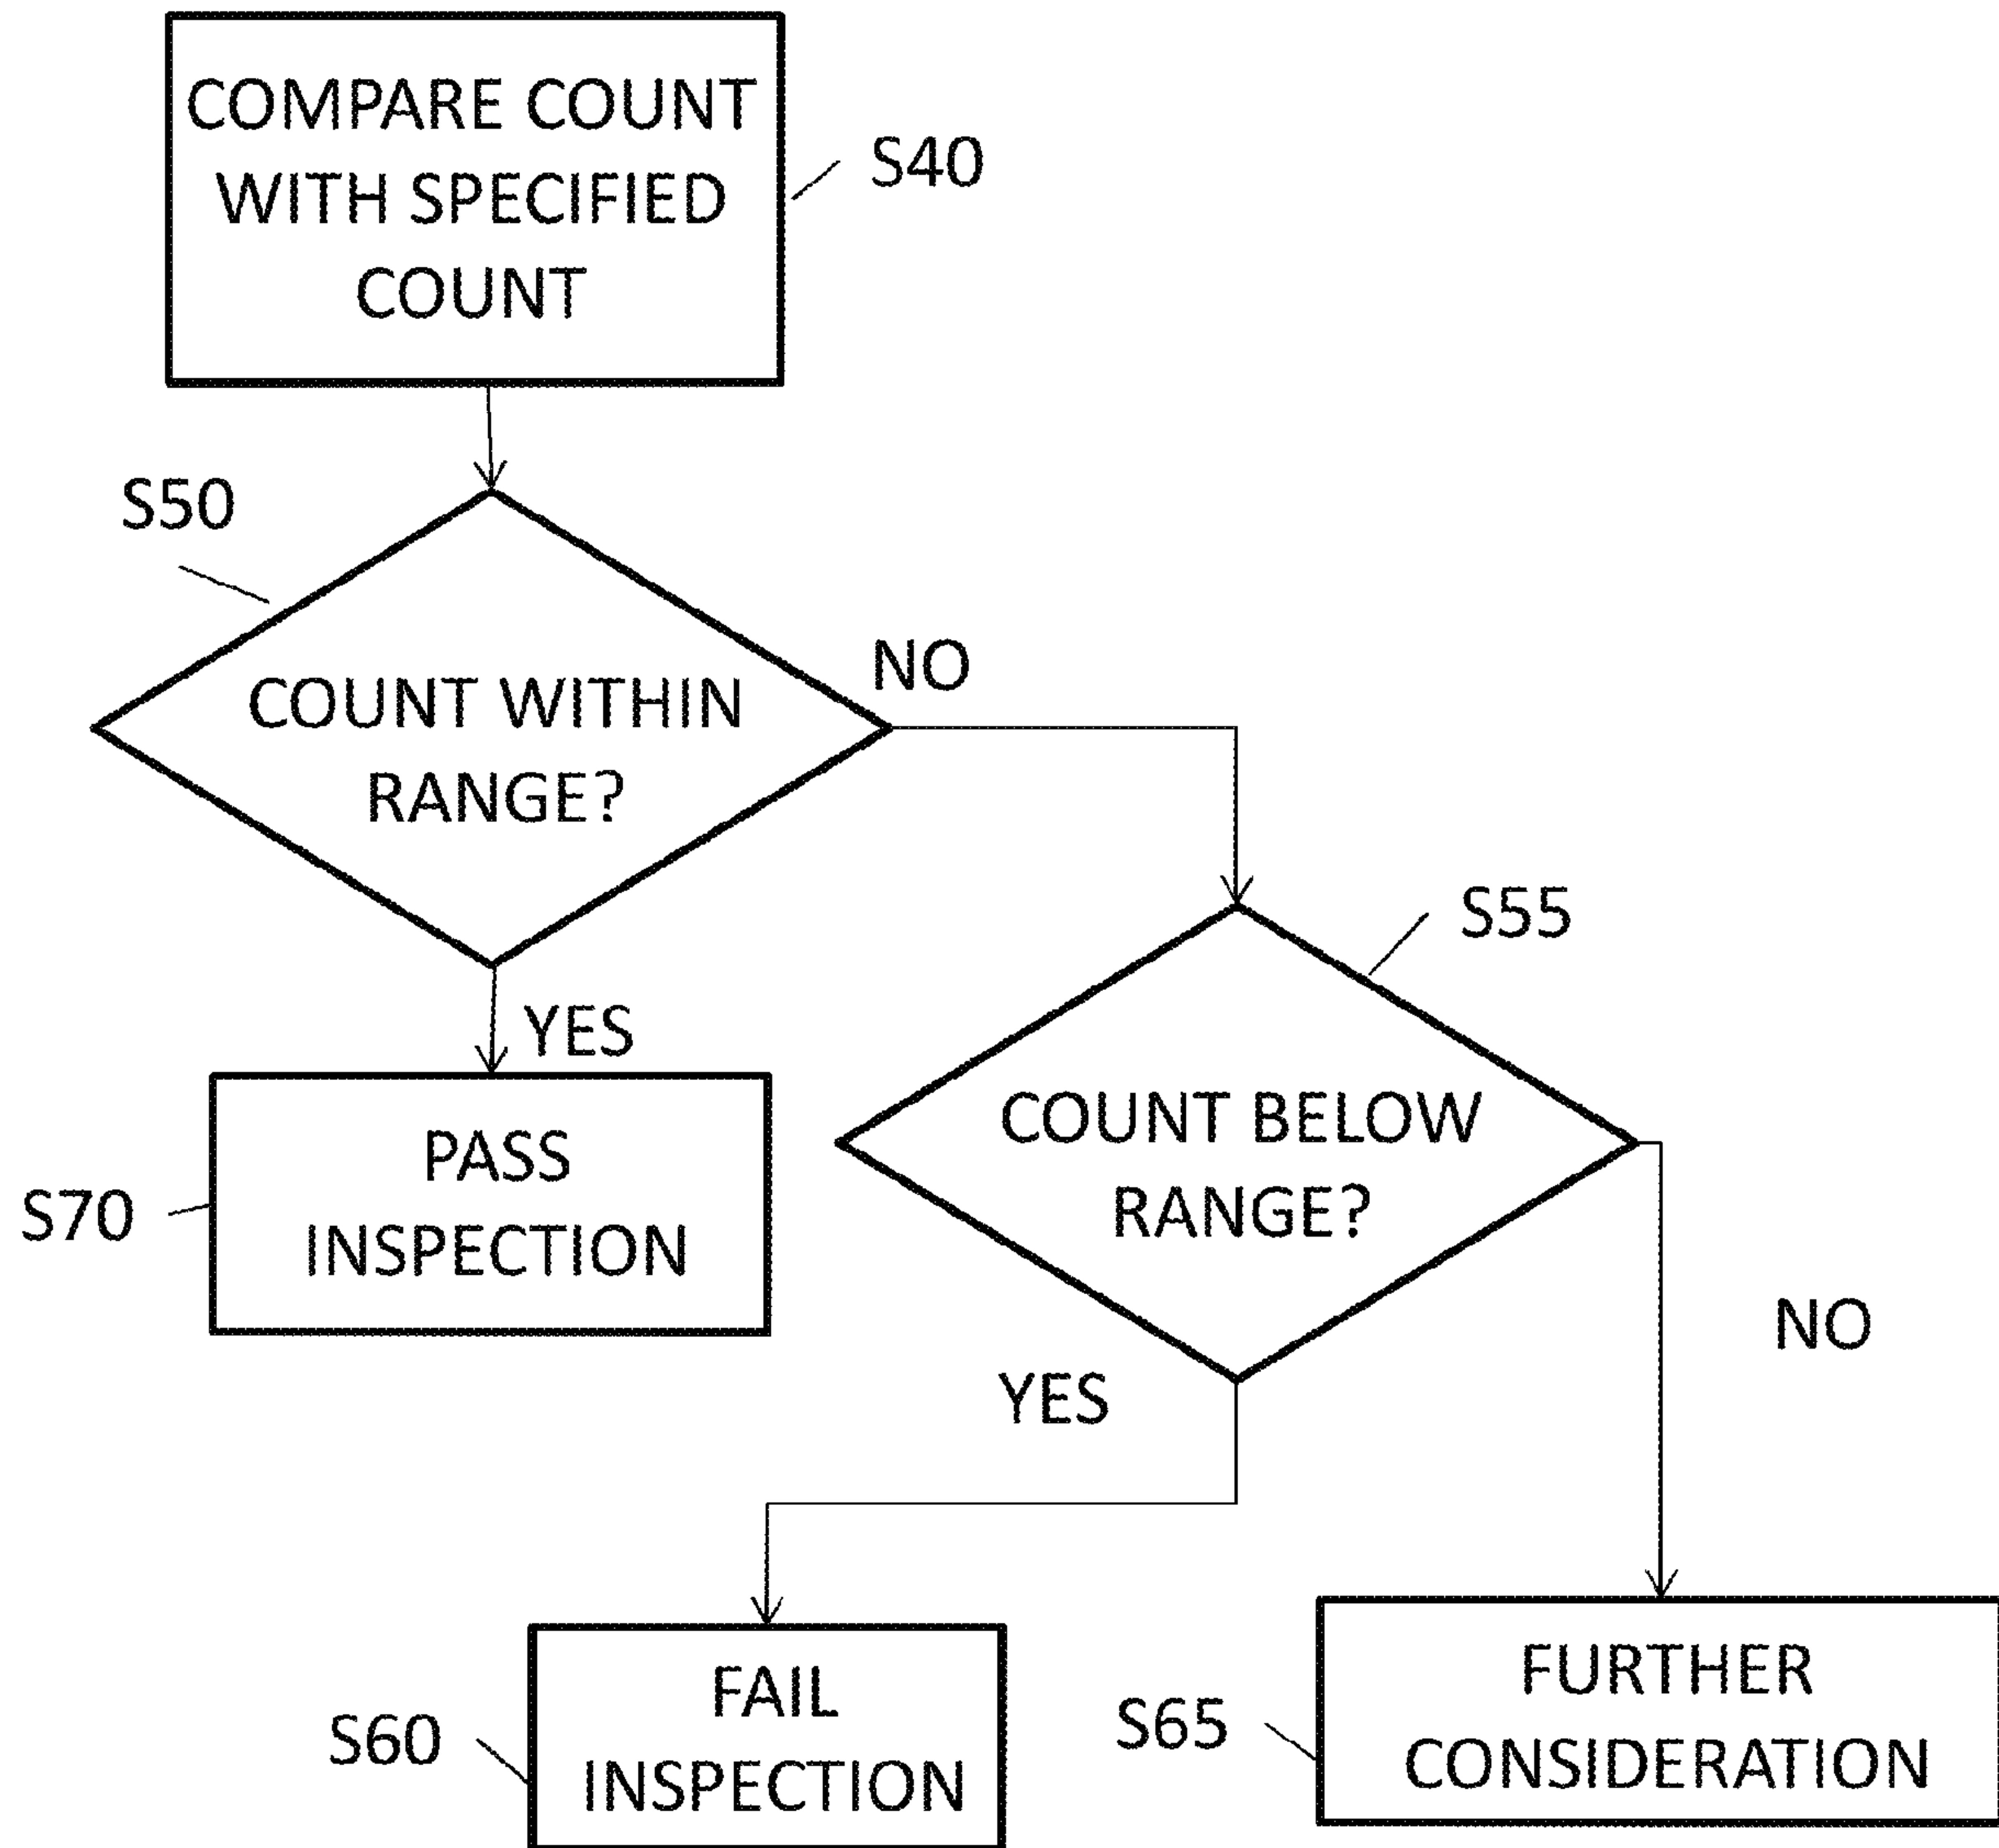 COMPARE COUNT
WITH SPECIFIED
COUNT
S40
S50
COUNT WITHIN
RANGE?
NO
YES
PASS
INSPECTION
S70
S55
COUNT BELOW
RANGE?
YES
NO
FAIL
INSPECTION
S60
FURTHER
CONSIDERATION
S65